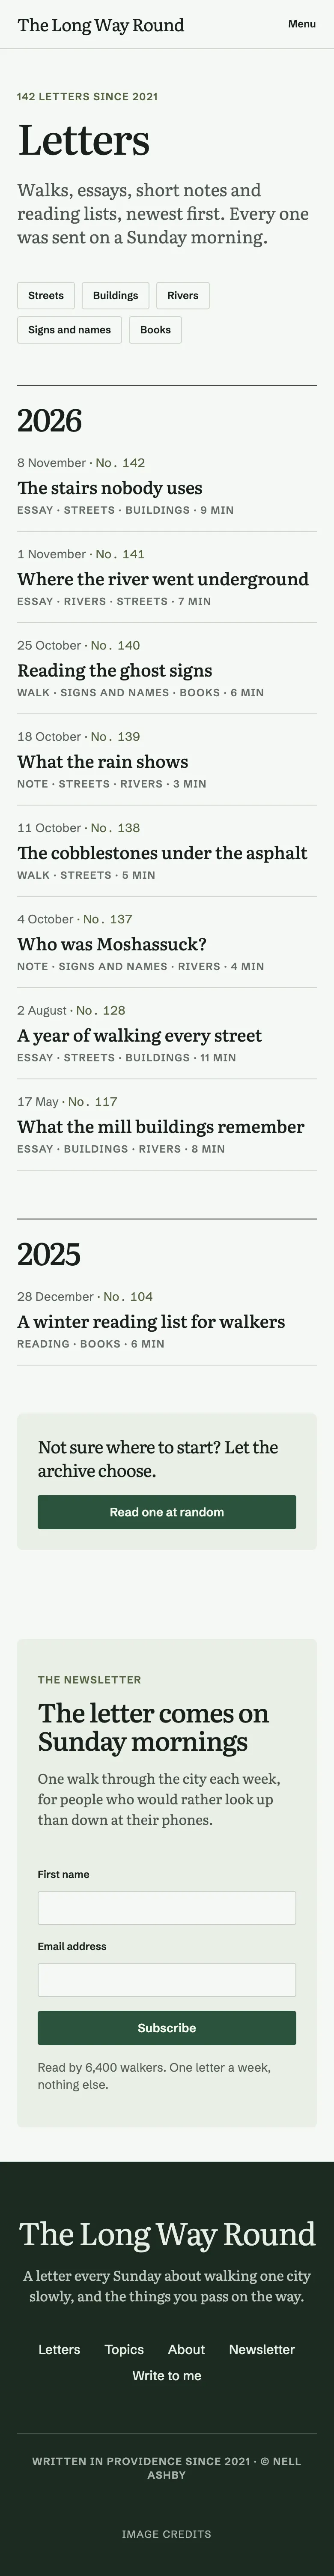 The Long Way Round
Menu
142 LETTERS SINCE 2021
Letters
Walks, essays, short notes and
reading lists, newest first. Every one
was sent on a Sunday morning.
Streets
Buildings
Rivers
Signs and names
Books
2026
8 November · No. 142
The stairs nobody uses
ESSAY · STREETS · BUILDINGS · 9 MIN
1 November · No. 141
Where the river went underground
ESSAY · RIVERS · STREETS · 7 MIN
25 October · No. 140
Reading the ghost signs
WALK · SIGNS AND NAMES · BOOKS · 6 MIN
18 October · No. 139
What the rain shows
NOTE · STREETS · RIVERS · 3 MIN
11 October · No. 138
The cobblestones under the asphalt
WALK · STREETS · 5 MIN
4 October · No. 137
Who was Moshassuck?
NOTE · SIGNS AND NAMES · RIVERS · 4 MIN
2 August · No. 128
A year of walking every street
ESSAY · STREETS · BUILDINGS · 11 MIN
17 May · No. 117
What the mill buildings remember
ESSAY · BUILDINGS · RIVERS · 8 MIN
2025
28 December · No. 104
A winter reading list for walkers
READING · BOOKS · 6 MIN
Not sure where to start? Let the
archive choose.
Read one at random
THE NEWSLETTER
The letter comes on
Sunday mornings
One walk through the city each week,
for people who would rather look up
than down at their phones.
First name
Email address
Subscribe
Read by 6,400 walkers. One letter a week,
nothing else.
The Long Way Round
A letter every Sunday about walking one city
slowly, and the things you pass on the way.
Letters
Topics
About
Newsletter
Write to me
WRITTEN IN PROVIDENCE SINCE 2021 · © NELL
ASHBY
IMAGE CREDITS